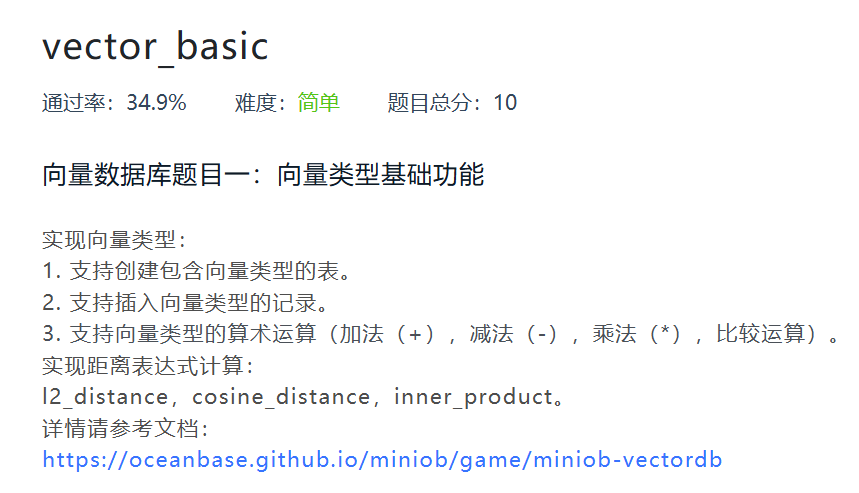 vector_basic
通过率：34.9% 难度：简单 题目总分：10
向量数据库题目一：向量类型基础功能
实现向量类型：
1. 支持创建包含向量类型的表。
2. 支持插入向量类型的记录。
3. 支持向量类型的算术运算（加法（+），减法（-），乘法（*），比较运算）。
实现距离表达式计算：
l2_distance，cosine_distance，inner_product。
详情请参考文档：
https://oceanbase.github.io/miniob/game/miniob-vectordb